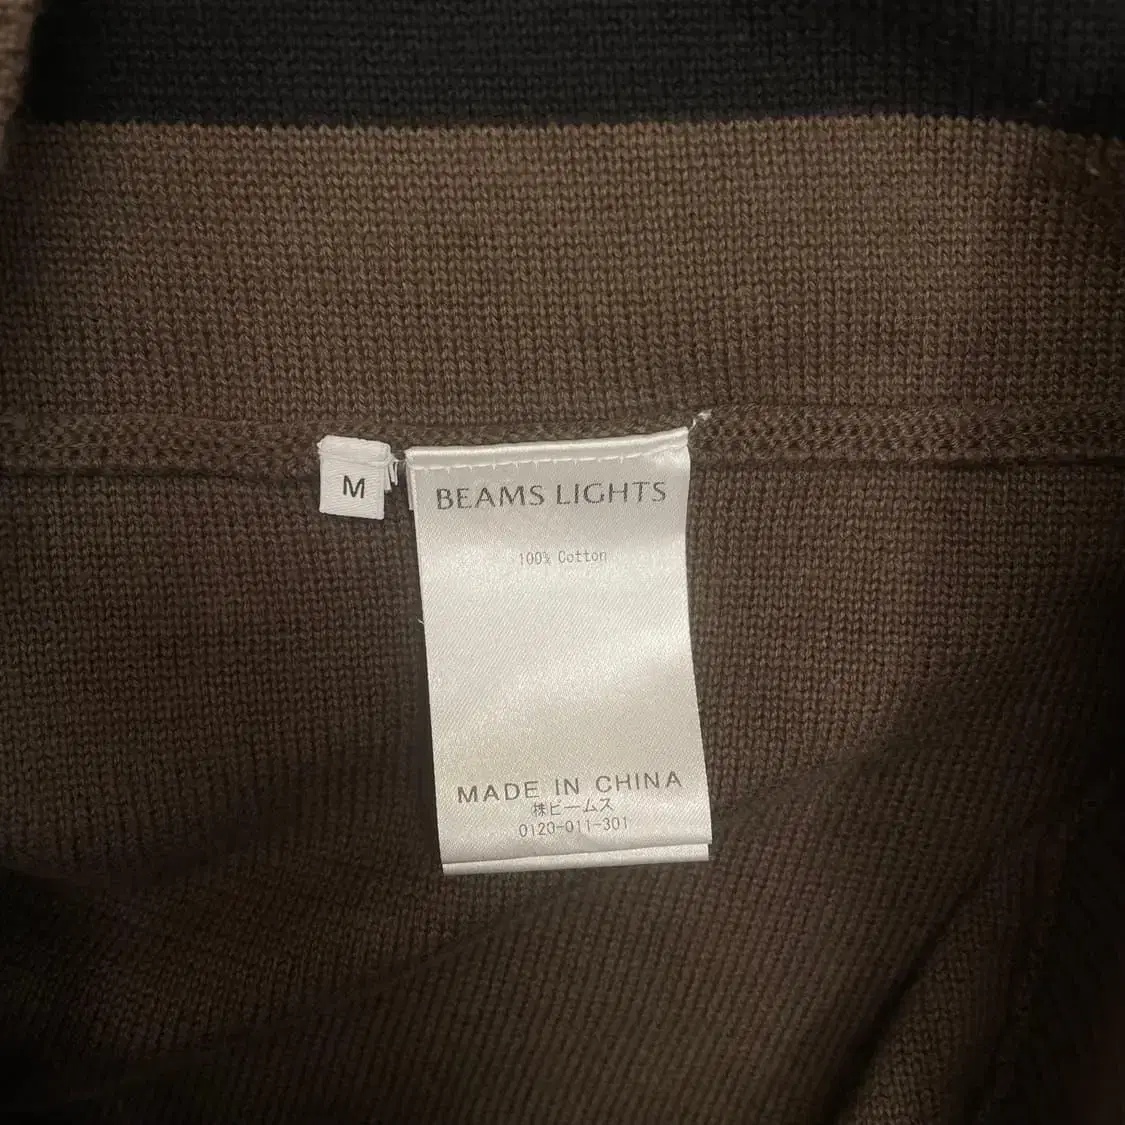 M
BEAMS LIGHTS
100% Cotton
MADE IN CHINA
㈱ビームス
0120-011-301